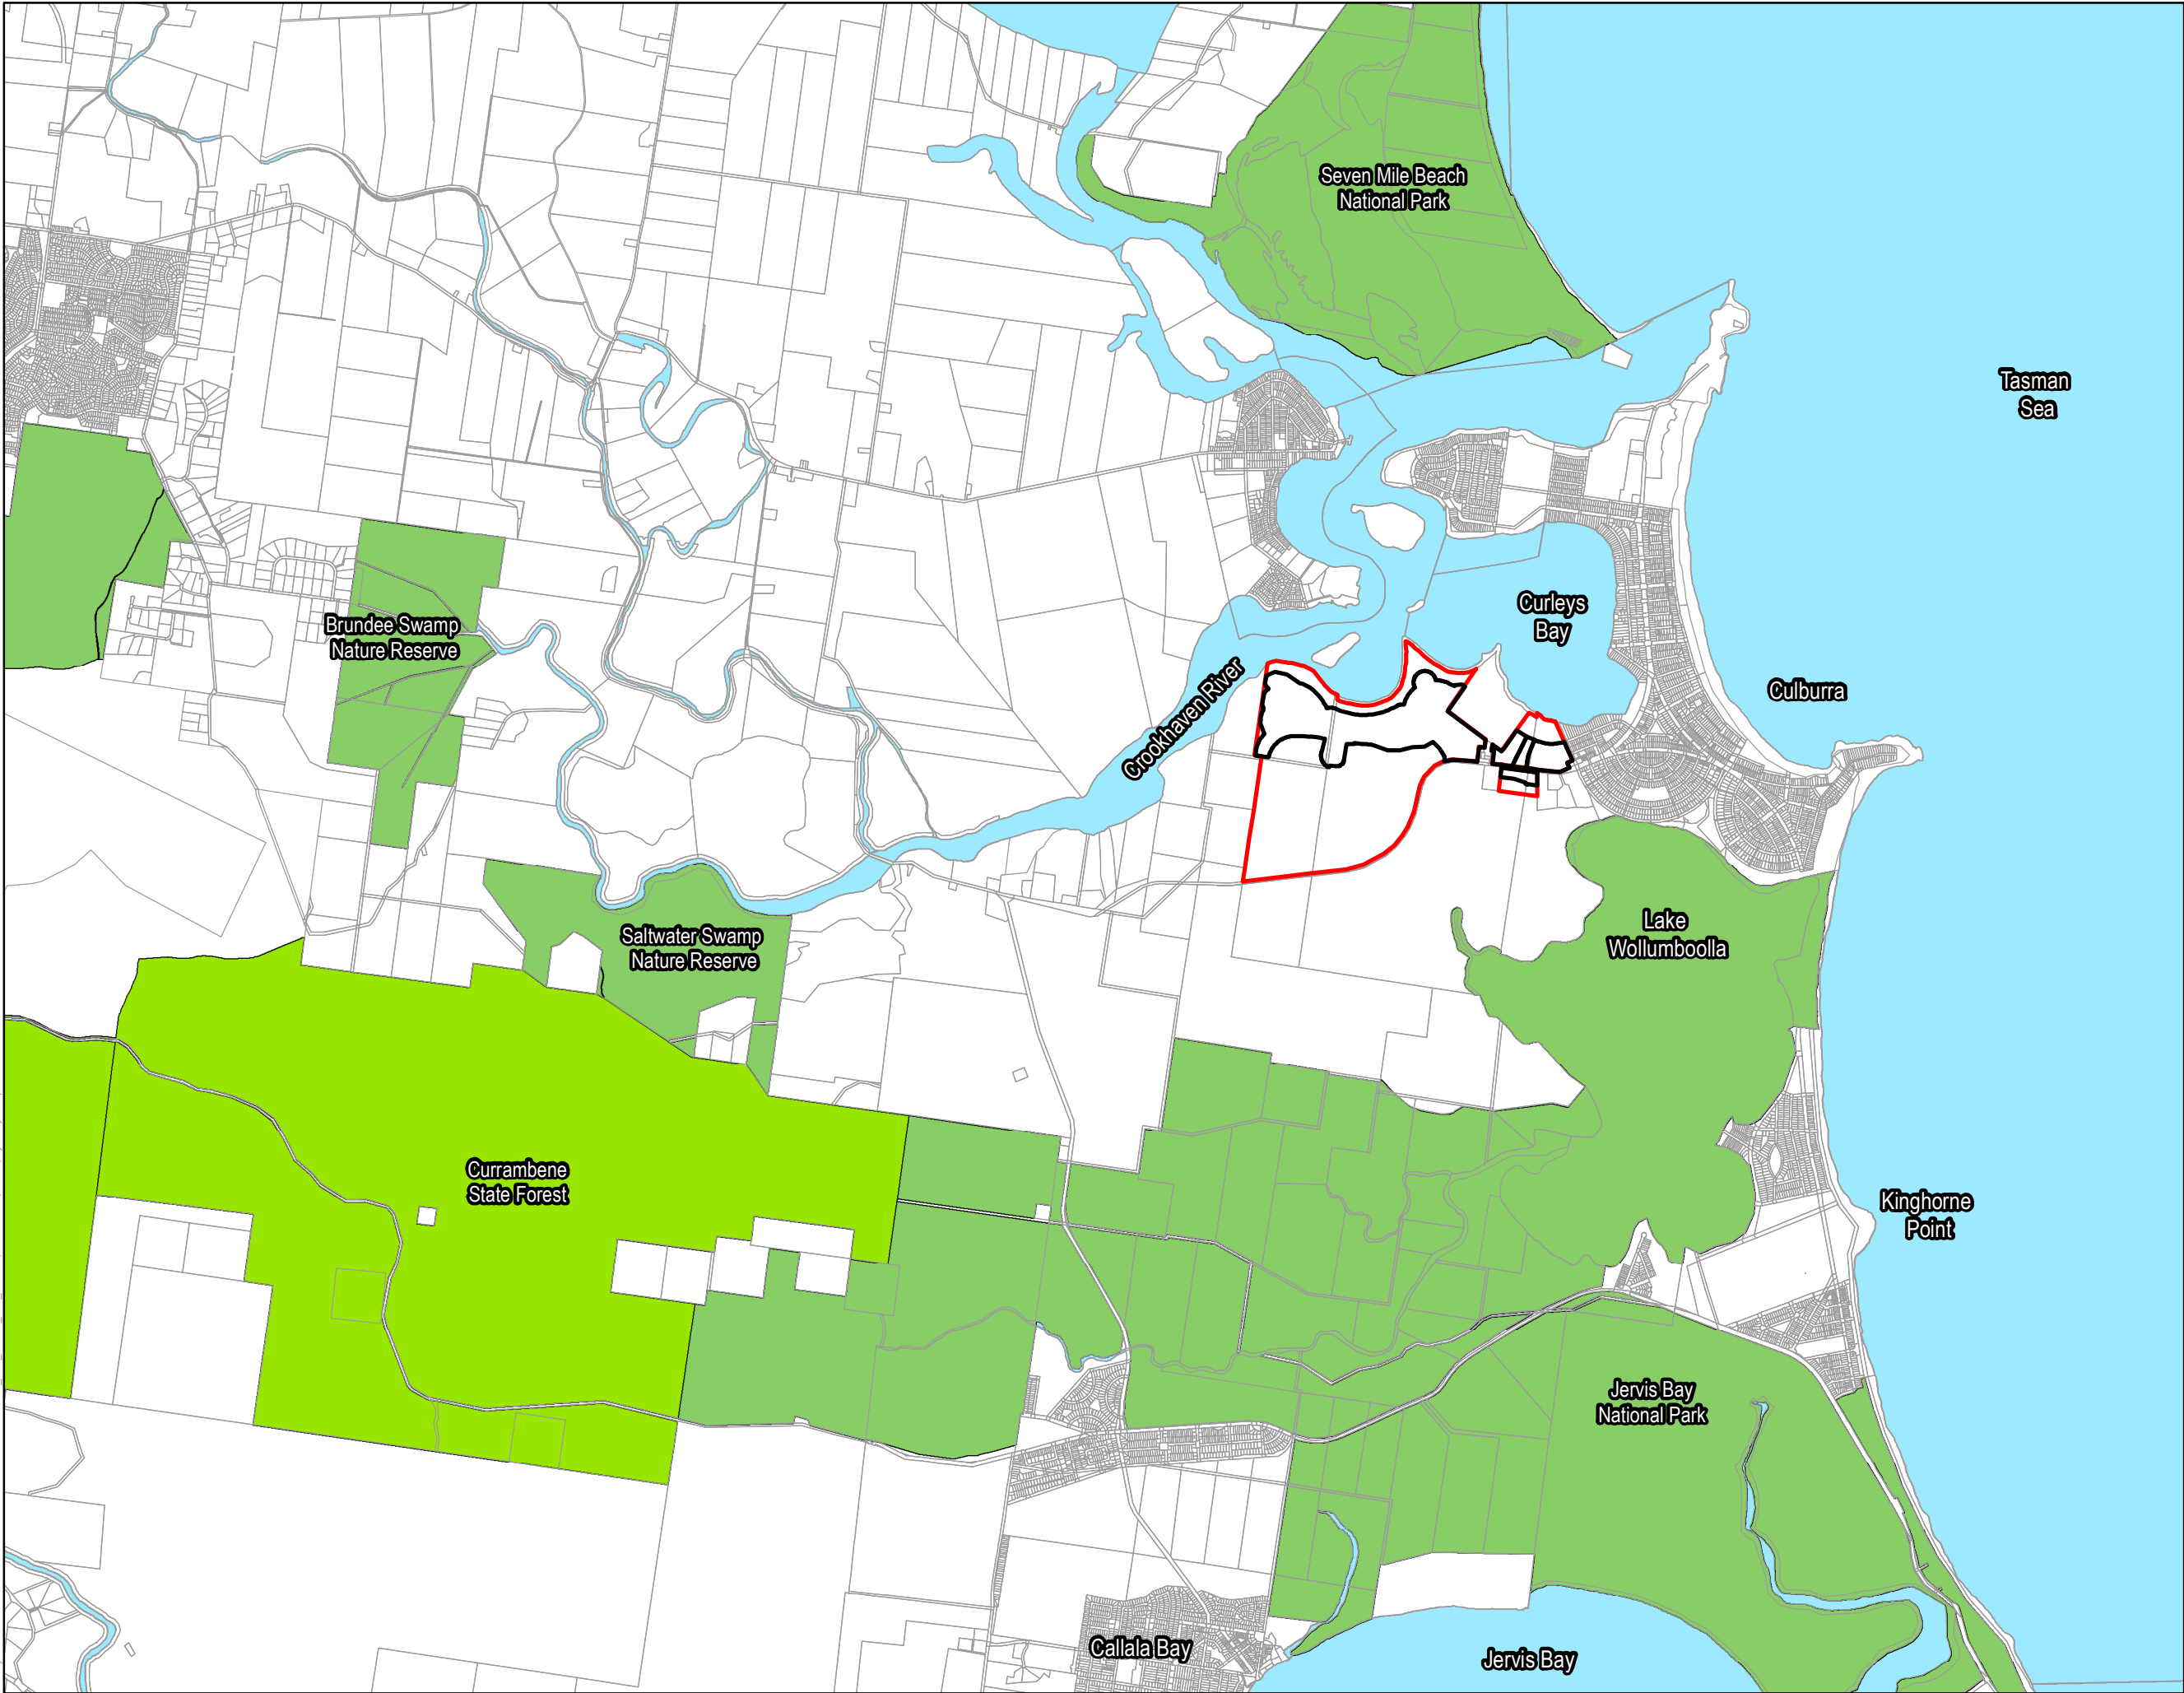 Seven Mile Beach
National Park
Tasman
Sea
Curleys
Bay
Brundee Swamp
Nature Reserve
Crookhaven River
Culburra
Lake
Wollumboolla
Saltwater Swamp
Nature Reserve
Currambene
State Forest
Kinghorne
Point
Jervis Bay
National Park
Callala Bay
Jervis Bay